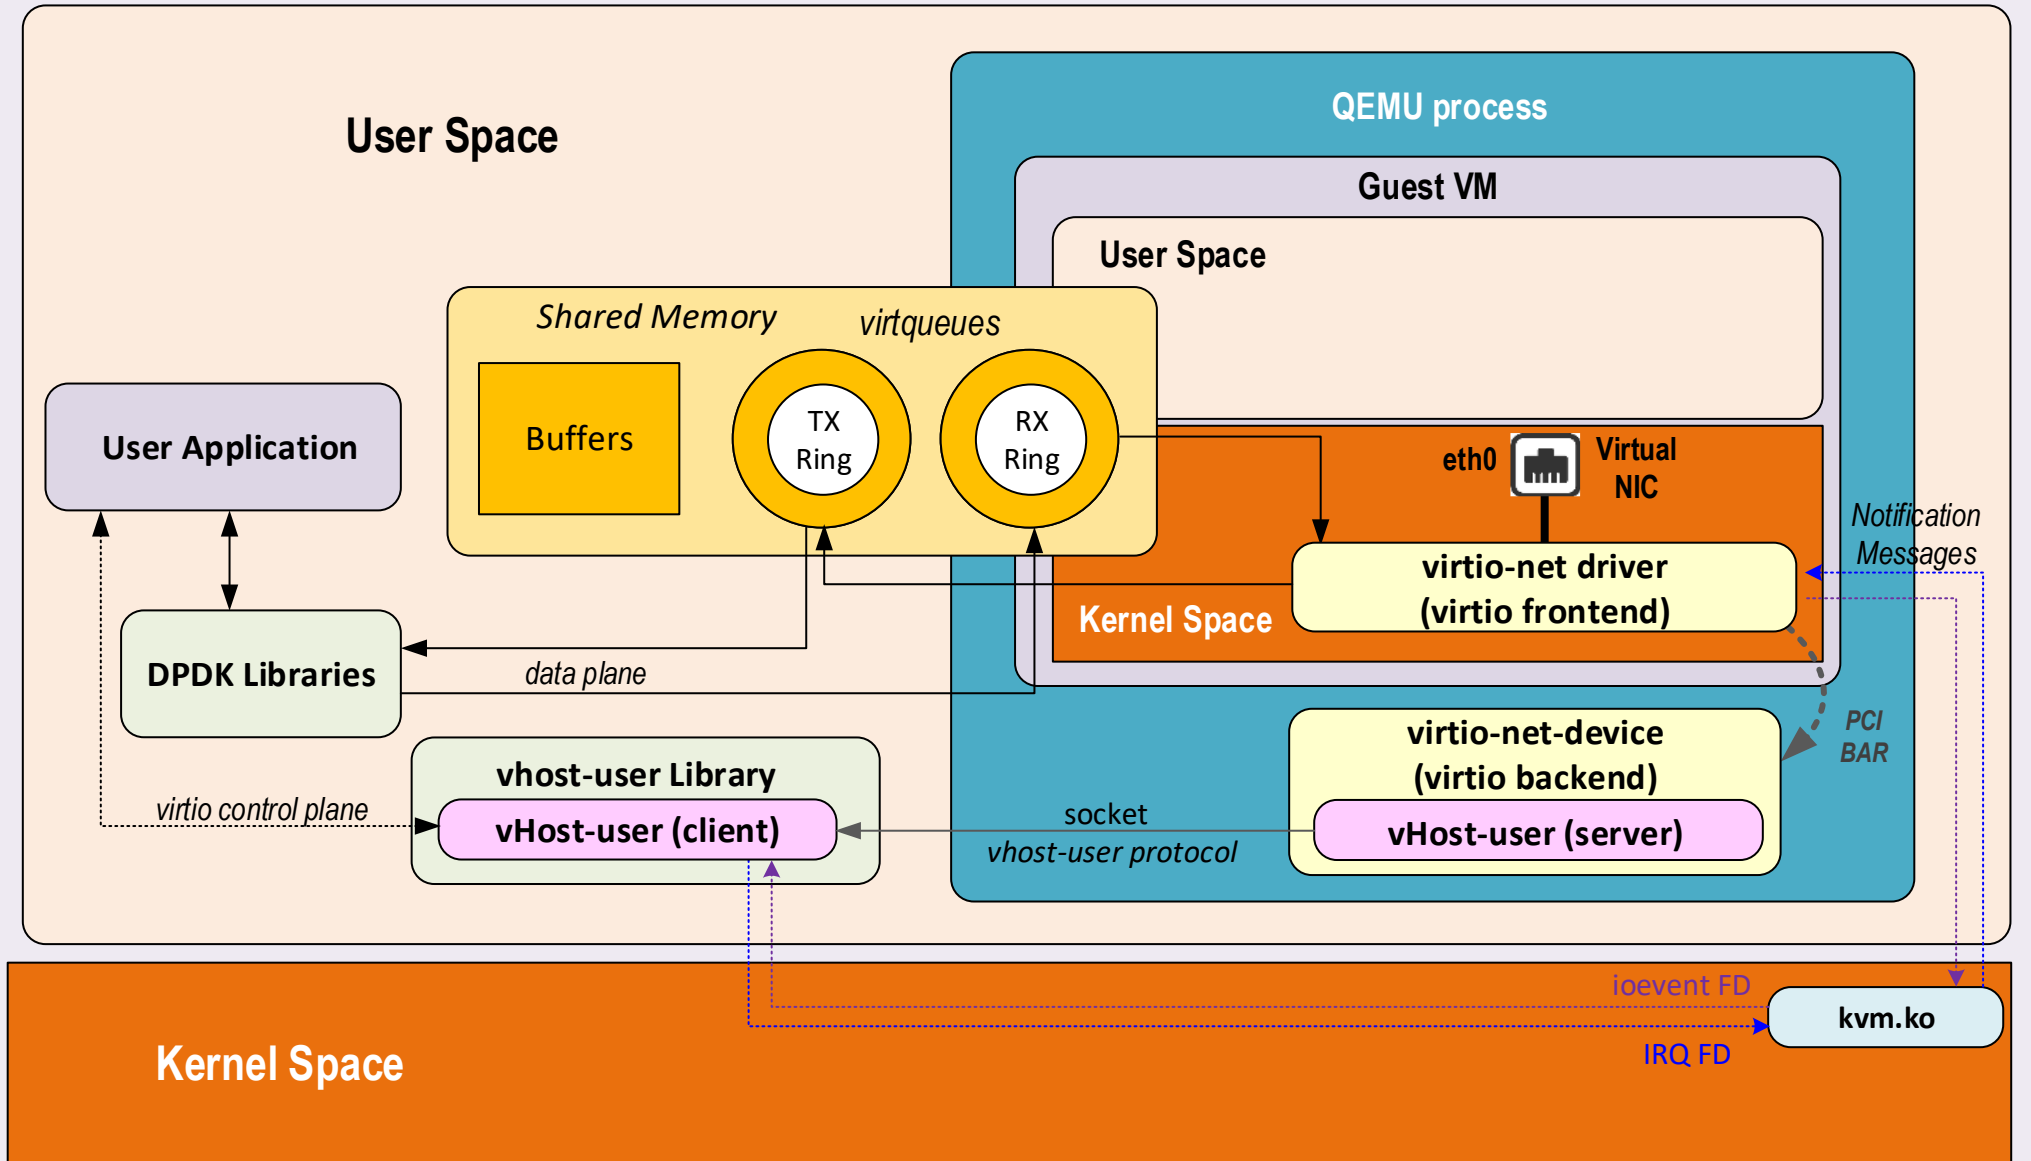 User Space
QEMU process
Guest VM
User Space
Shared Memory
virtqueues
Buffers
TX
Ring
RX
Ring
User Application
eth0
Virtual
NIC
Notification
Messages
virtio-net driver
(virtio frontend)
Kernel Space
DPDK Libraries
data plane
PCI
BAR
virtio-net-device
(virtio backend)
vHost-user (server)
vhost-user Library
vHost-user (client)
virtio control plane
socket
vhost-user protocol
ioevent FD
kvm.ko
IRQ FD
Kernel Space